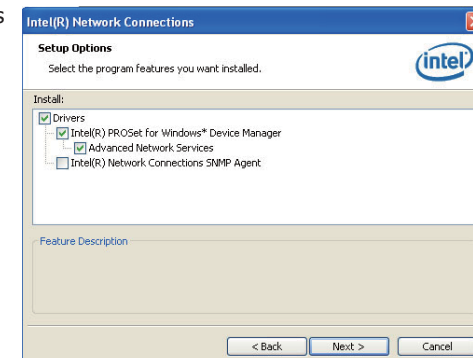 s
Intel(R) Network Connections
Setup Options
Select the program features you want installed.
intel
Install:
Drivers
Intel(R) PROSet for Windows* Device Manager
Advanced Network Services
Intel(R) Network Connections SNMP Agent
Feature Description
< Back Next > Cancel